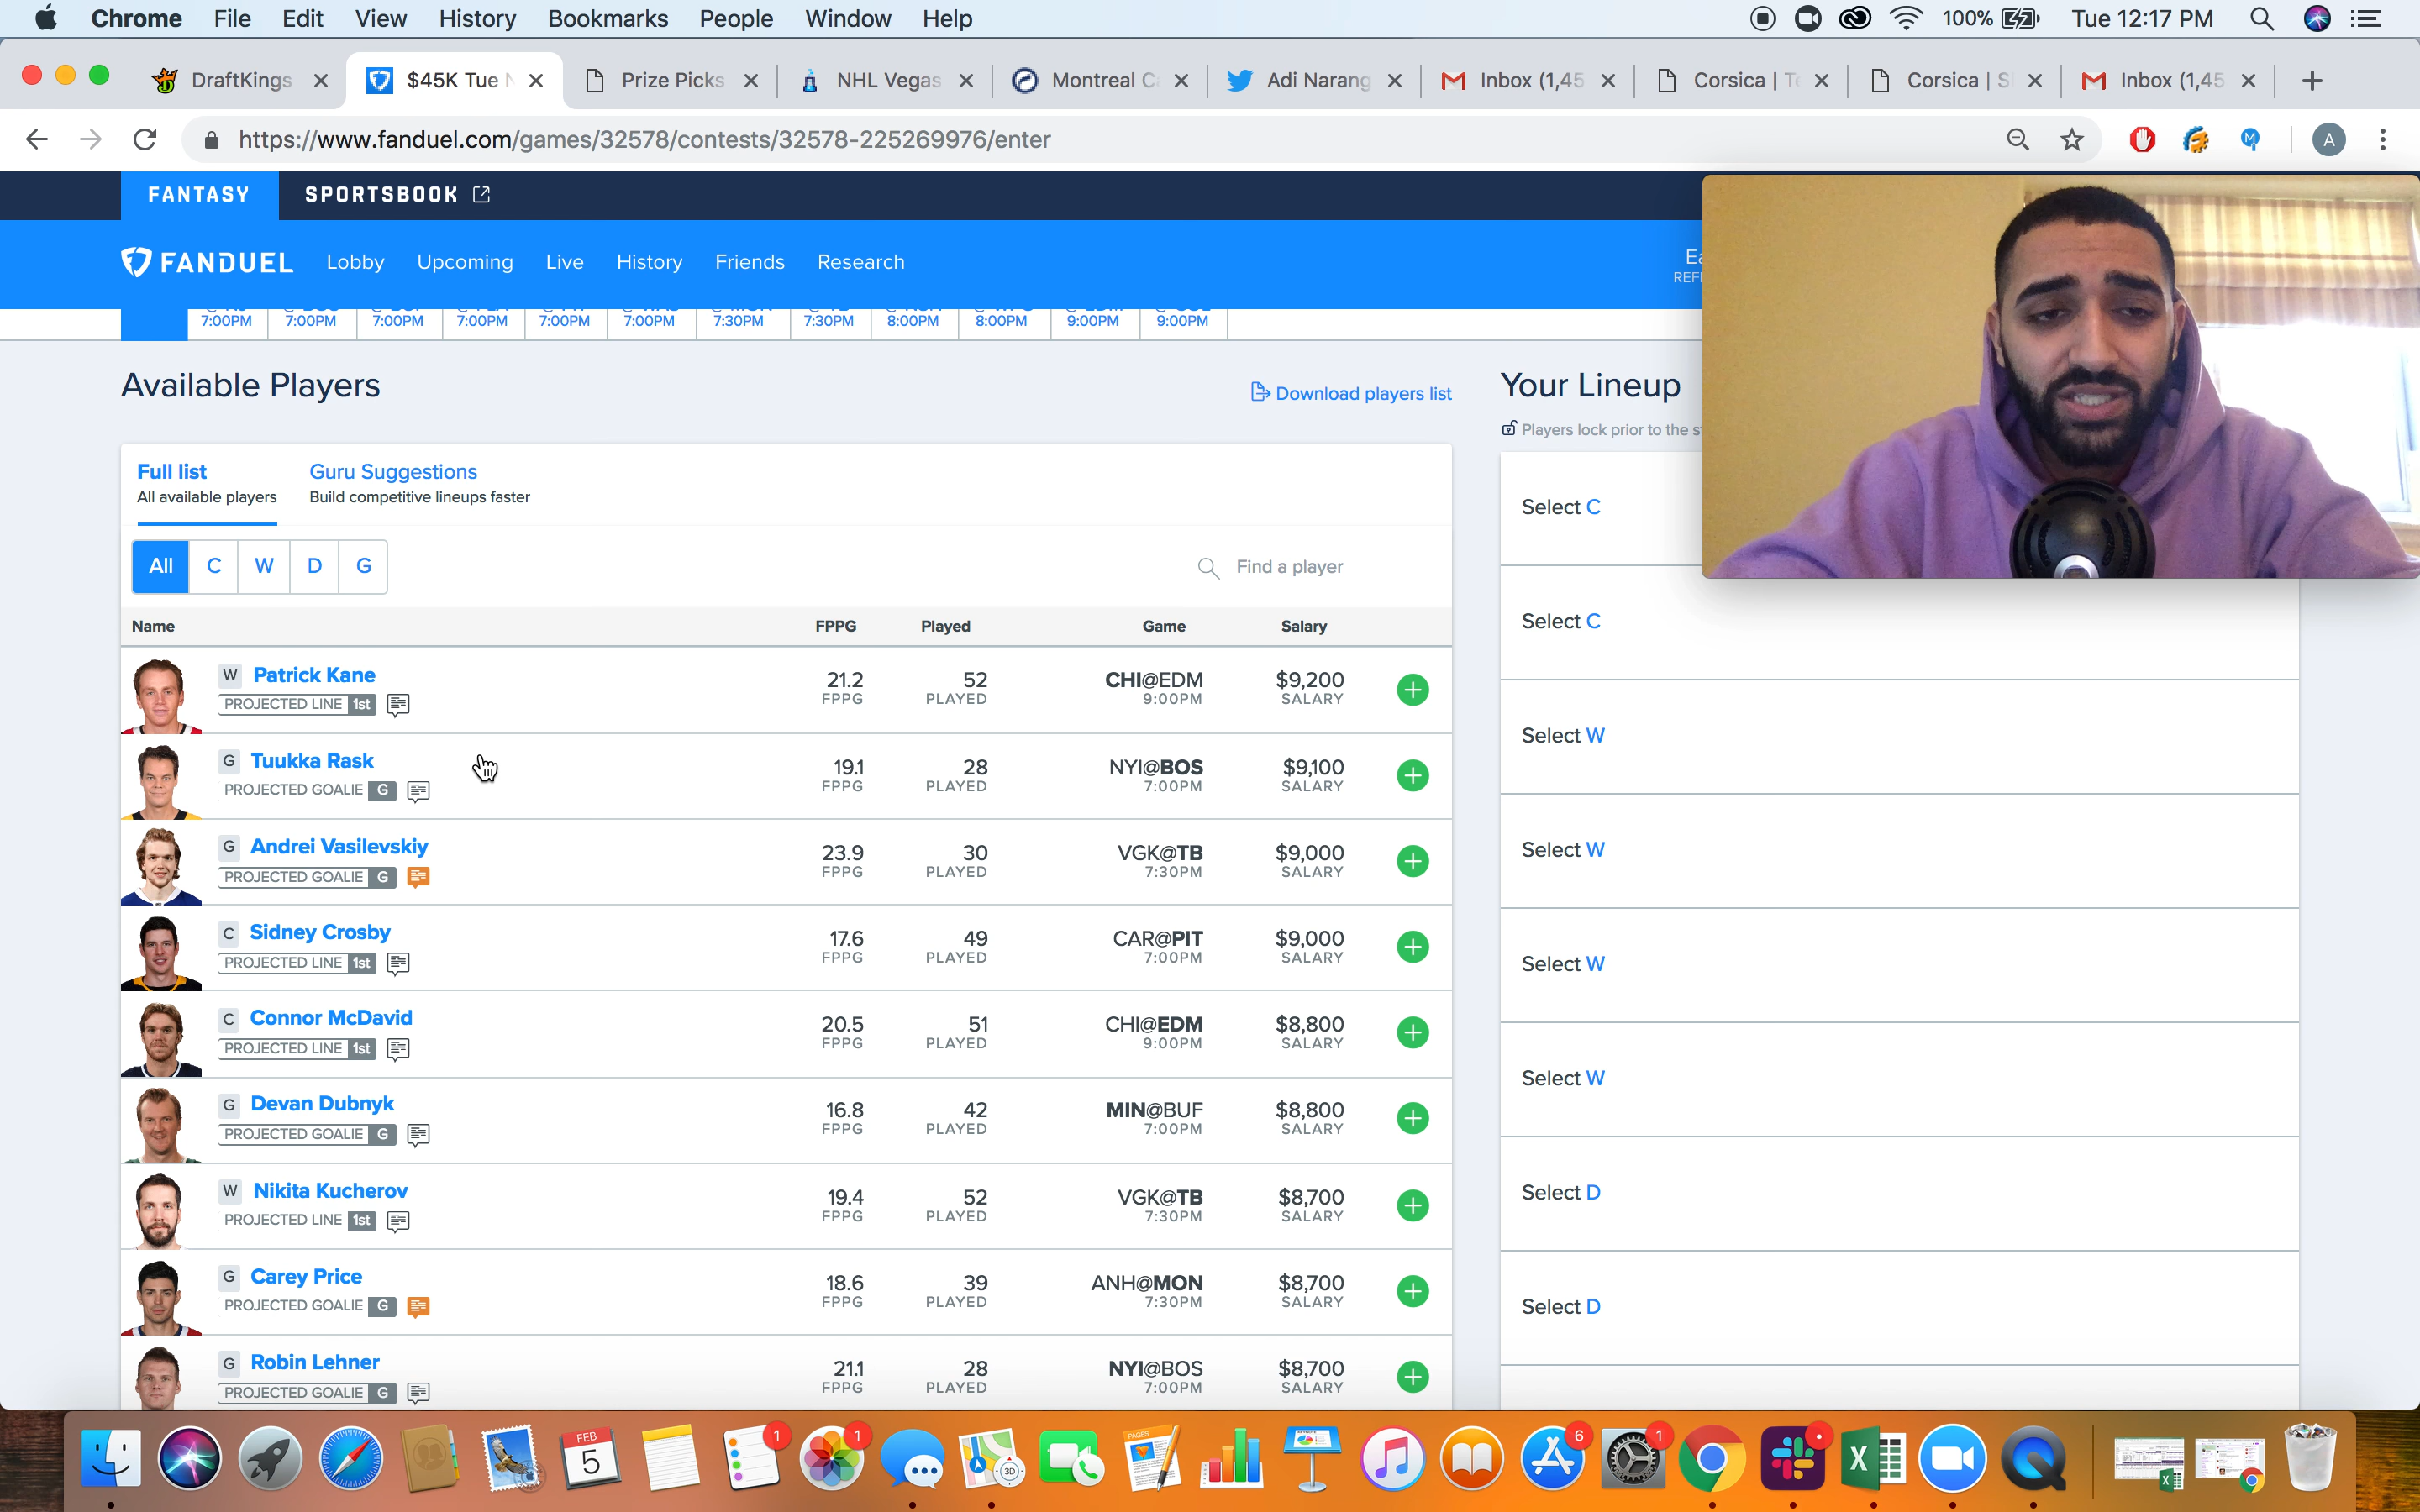 Chrome File Edit View History Bookmarks People Window Help 100% Tue 12:17 PM
DraftKings $45K Tue N Prize Picks NHL Vegas Montreal C Adi Narang Inbox (1,45 Corsica | Te Corsica | S Inbox (1,45
https://www.fanduel.com/games/32578/contests/32578-225269976/enter A
FANTASY SPORTSBOOK
FANDUEL Lobby Upcoming Live History Friends Research
REFE
7:00PM 7:00PM 7:00PM 7:00PM 7:00PM 7:00PM 7:30PM 7:30PM 8:00PM 8:00PM 9:00PM 9:00PM
Available Players
Download players list
Your Lineup
Players lock prior to the
Full list Guru Suggestions
All available players Build competitive lineups faster
All C W D G Find a player
Name FPPG Played Game Salary
W Patrick Kane 21.2 52 CHI@EDM $9,200
PROJECTED LINE 1st FPPG PLAYED 9:00PM SALARY
G Tuukka Rask 19.1 28 NYI@BOS $9,100
PROJECTED GOALIE G FPPG PLAYED 7:00PM SALARY
G Andrei Vasilevskiy 23.9 30 VGK@TB $9,000
PROJECTED GOALIE G FPPG PLAYED 7:30PM SALARY
C Sidney Crosby 17.6 49 CAR@PIT $9,000
PROJECTED LINE 1st FPPG PLAYED 7:00PM SALARY
C Connor McDavid 20.5 51 CHI@EDM $8,800
PROJECTED LINE 1st FPPG PLAYED 9:00PM SALARY
G Devan Dubnyk 16.8 42 MIN@BUF $8,800
PROJECTED GOALIE G FPPG PLAYED 7:00PM SALARY
W Nikita Kucherov 19.4 52 VGK@TB $8,700
PROJECTED LINE 1st FPPG PLAYED 7:30PM SALARY
G Carey Price 18.6 39 ANH@MON $8,700
PROJECTED GOALIE G FPPG PLAYED 7:30PM SALARY
G Robin Lehner 21.1 28 NYI@BOS $8,700
PROJECTED GOALIE G FPPG PLAYED 7:00PM SALARY
Select C
Select C
Select W
Select W
Select W
Select W
Select D
Select D
FEB
5
1
1
3D
PAGES
6
1